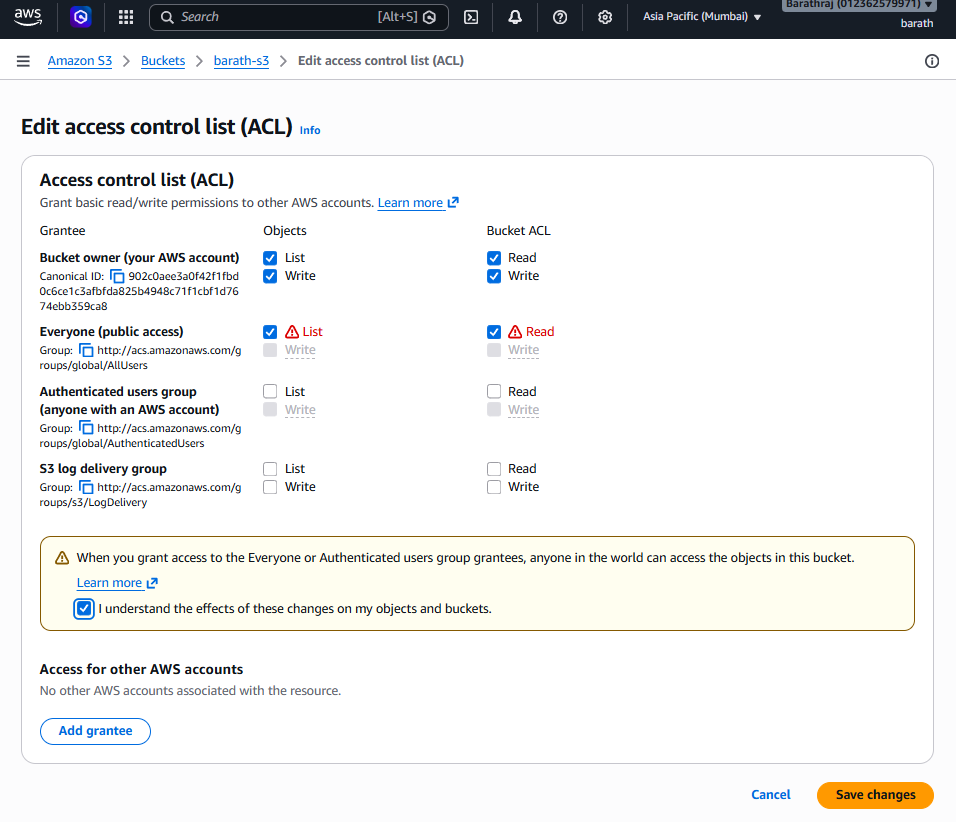 aws Search [Alt+S] Asia Pacific (Mumbai) Barathraj (012362579971)
barath
Amazon S3 Buckets barath-s3 Edit access control list (ACL)
Edit access control list (ACL) Info
Access control list (ACL)
Grant basic read/write permissions to other AWS accounts. Learn more
Grantee Objects Bucket ACL
Bucket owner (your AWS account) List Read
Canonical ID: 902c0aee3a0f42f1fbd Write Write
0c6ce1c3afbfda825b4948c71f1cbf1d76
74ebb359ca8
Everyone (public access) List Read
Group: http://acs.amazonaws.com/g Write Write
roups/global/AllUsers
Authenticated users group List Read
(anyone with an AWS account) Write Write
Group: http://acs.amazonaws.com/g
roups/global/AuthenticatedUsers
S3 log delivery group List Read
Group: http://acs.amazonaws.com/g Write Write
roups/s3/LogDelivery
When you grant access to the Everyone or Authenticated users group grantees, anyone in the world can access the objects in this bucket.
Learn more
I understand the effects of these changes on my objects and buckets.
Access for other AWS accounts
No other AWS accounts associated with the resource.
Add grantee
Cancel Save changes